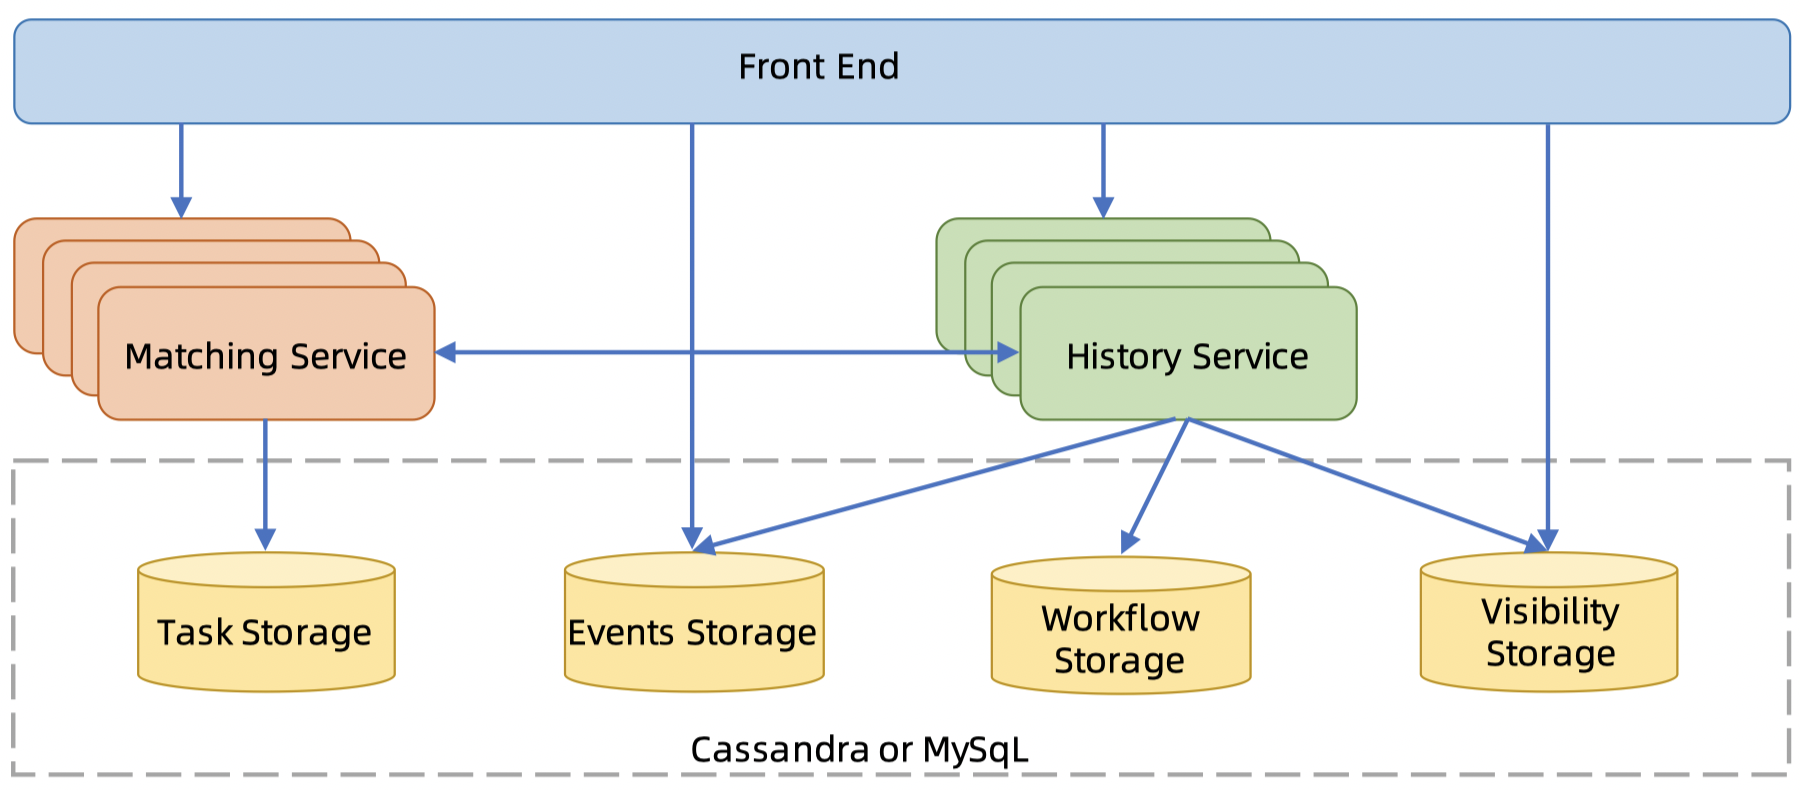 Front End
Matching Service
History Service
Task Storage
Events Storage
Workflow
Storage
Visibility
Storage
Cassandra or MySqL